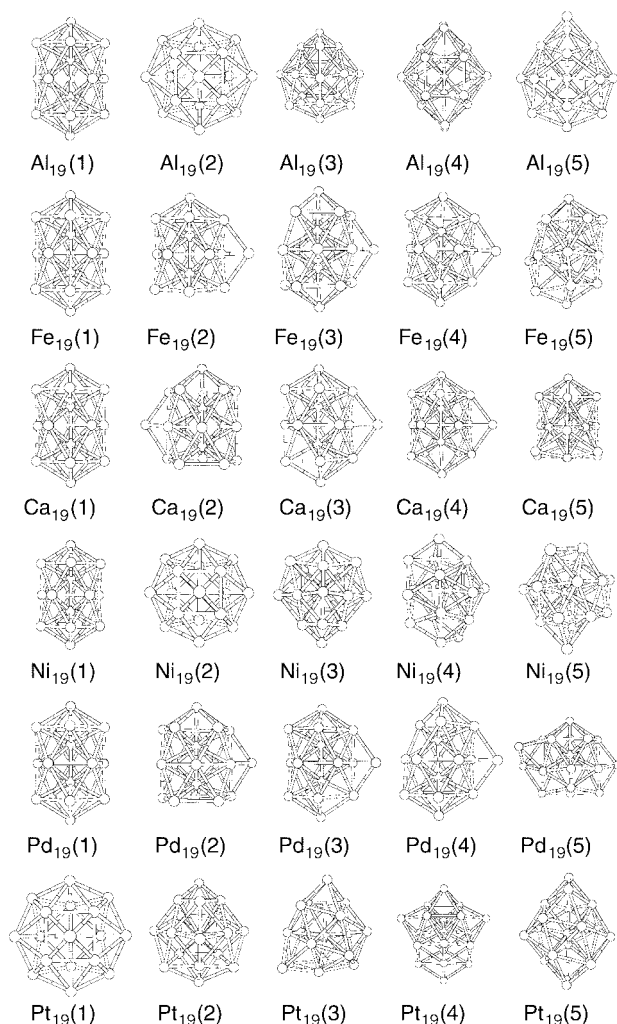 Al₁₉(1) Al₁₉(2) Al₁₉(3) Al₁₉(4) Al₁₉(5)
Fe₁₉(1) Fe₁₉(2) Fe₁₉(3) Fe₁₉(4) Fe₁₉(5)
Ca₁₉(1) Ca₁₉(2) Ca₁₉(3) Ca₁₉(4) Ca₁₉(5)
Ni₁₉(1) Ni₁₉(2) Ni₁₉(3) Ni₁₉(4) Ni₁₉(5)
Pd₁₉(1) Pd₁₉(2) Pd₁₉(3) Pd₁₉(4) Pd₁₉(5)
Pt₁₉(1) Pt₁₉(2) Pt₁₉(3) Pt₁₉(4) Pt₁₉(5)